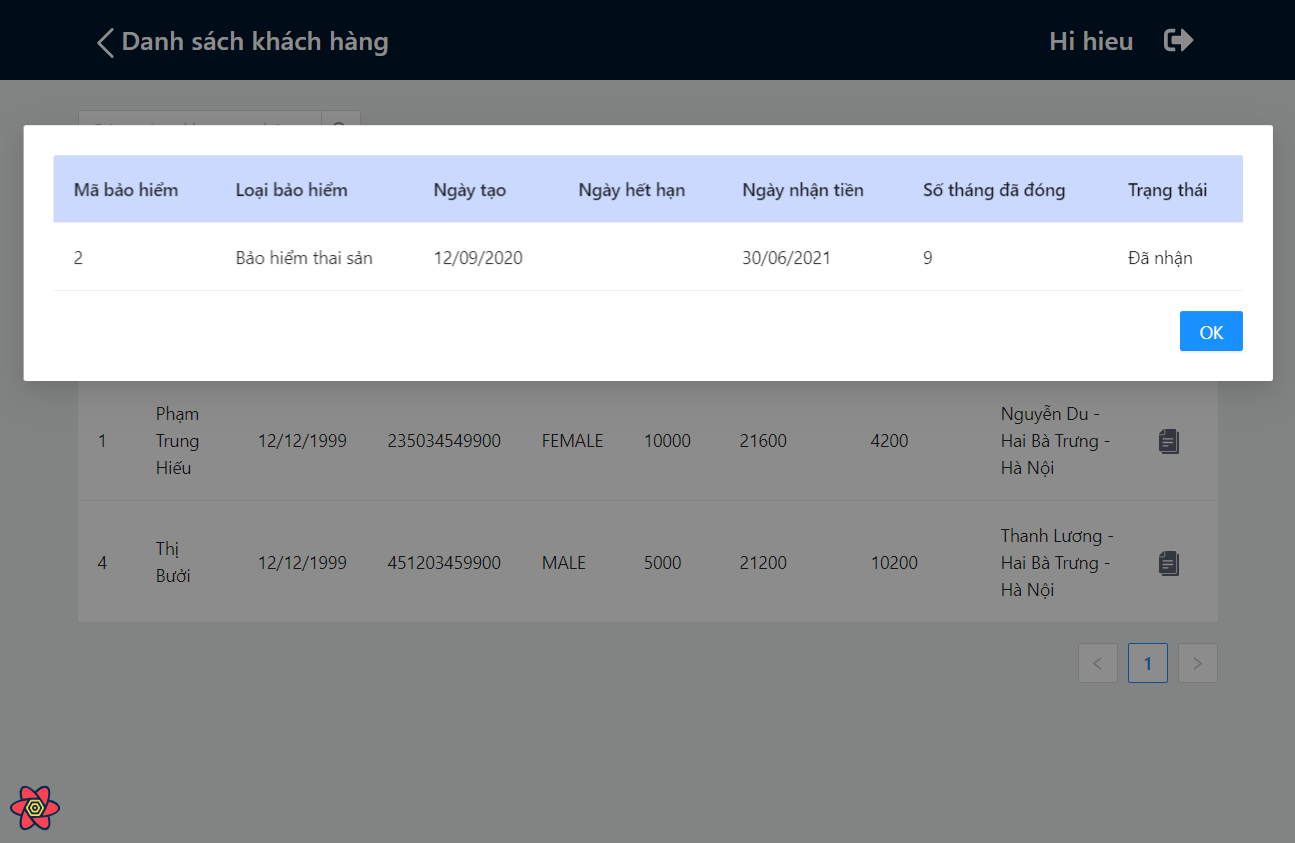 Danh sách khách hàng
Hi hieu
Mã bảo hiểm Loại bảo hiểm Ngày tạo Ngày hết hạn Ngày nhận tiền Số tháng đã đóng Trạng thái
2 Bảo hiểm thai sản 12/09/2020 30/06/2021 9 Đã nhận
OK
1 Phạm Trung Hiếu 12/12/1999 235034549900 FEMALE 10000 21600 4200 Nguyễn Du - Hai Bà Trưng - Hà Nội
4 Thị Bưởi 12/12/1999 451203459900 MALE 5000 21200 10200 Thanh Lương - Hai Bà Trưng - Hà Nội
< 1 >